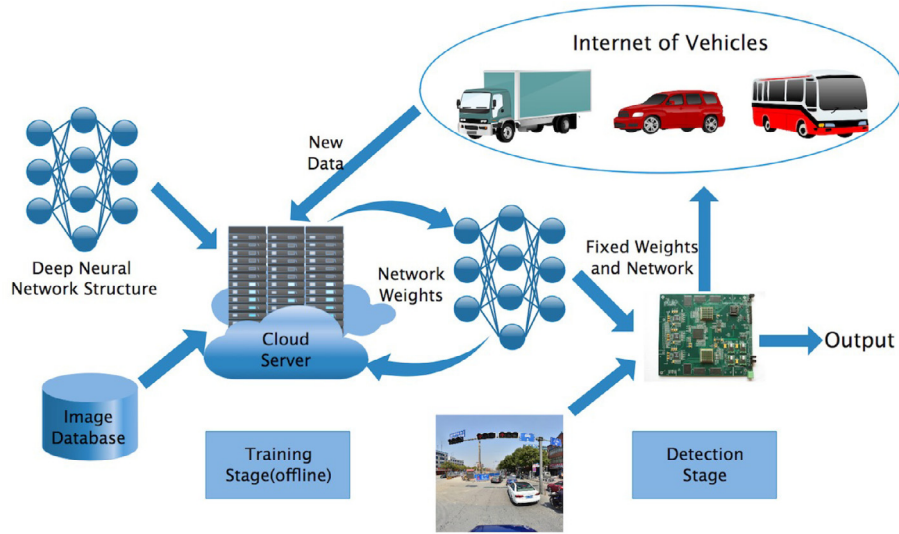 Internet of Vehicles
New
Data
Deep Neural
Network Structure
Network
Weights
Fixed Weights
and Network
Cloud
Server
Output
Image
Database
Training
Stage(offline)
Detection
Stage